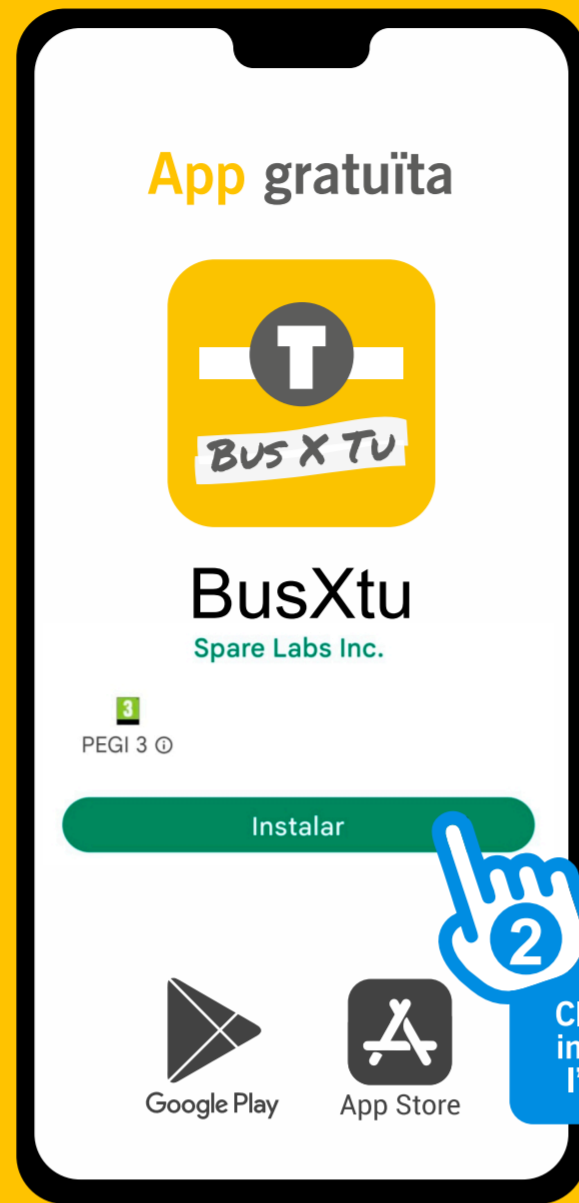 App gratuïta
T
BUS X TU
BusXtu
Spare Labs Inc.
3
PEGI 3
Instalar
2
Google Play
App Store